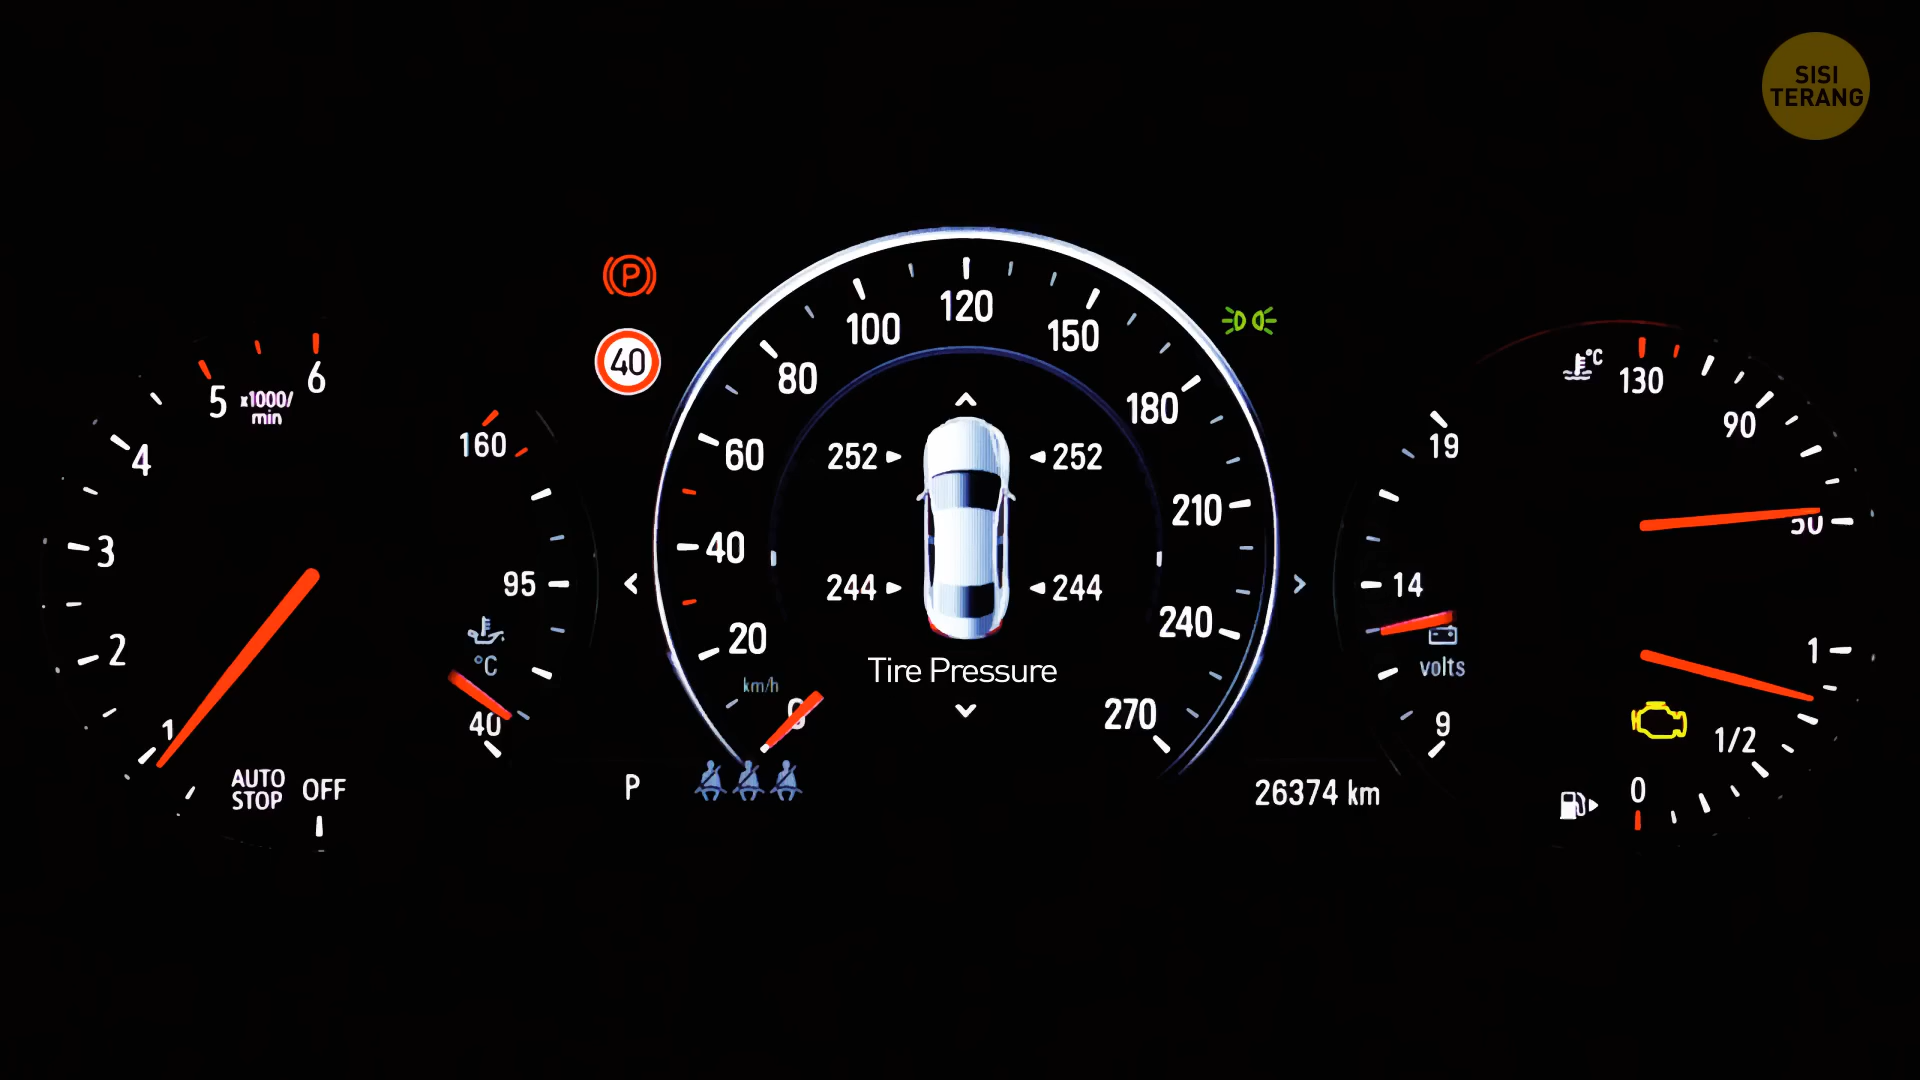 SISI
TERANG
P
40
5
x1000/
min
6
4
3
2
1
AUTO
STOP
OFF
160
95
°C
40
0
20
40
60
80
100
120
150
180
210
240
270
km/h
252
252
244
244
Tire Pressure
P
26374 km
19
14
volts
9
°C
130
90
50
1
1/2
0